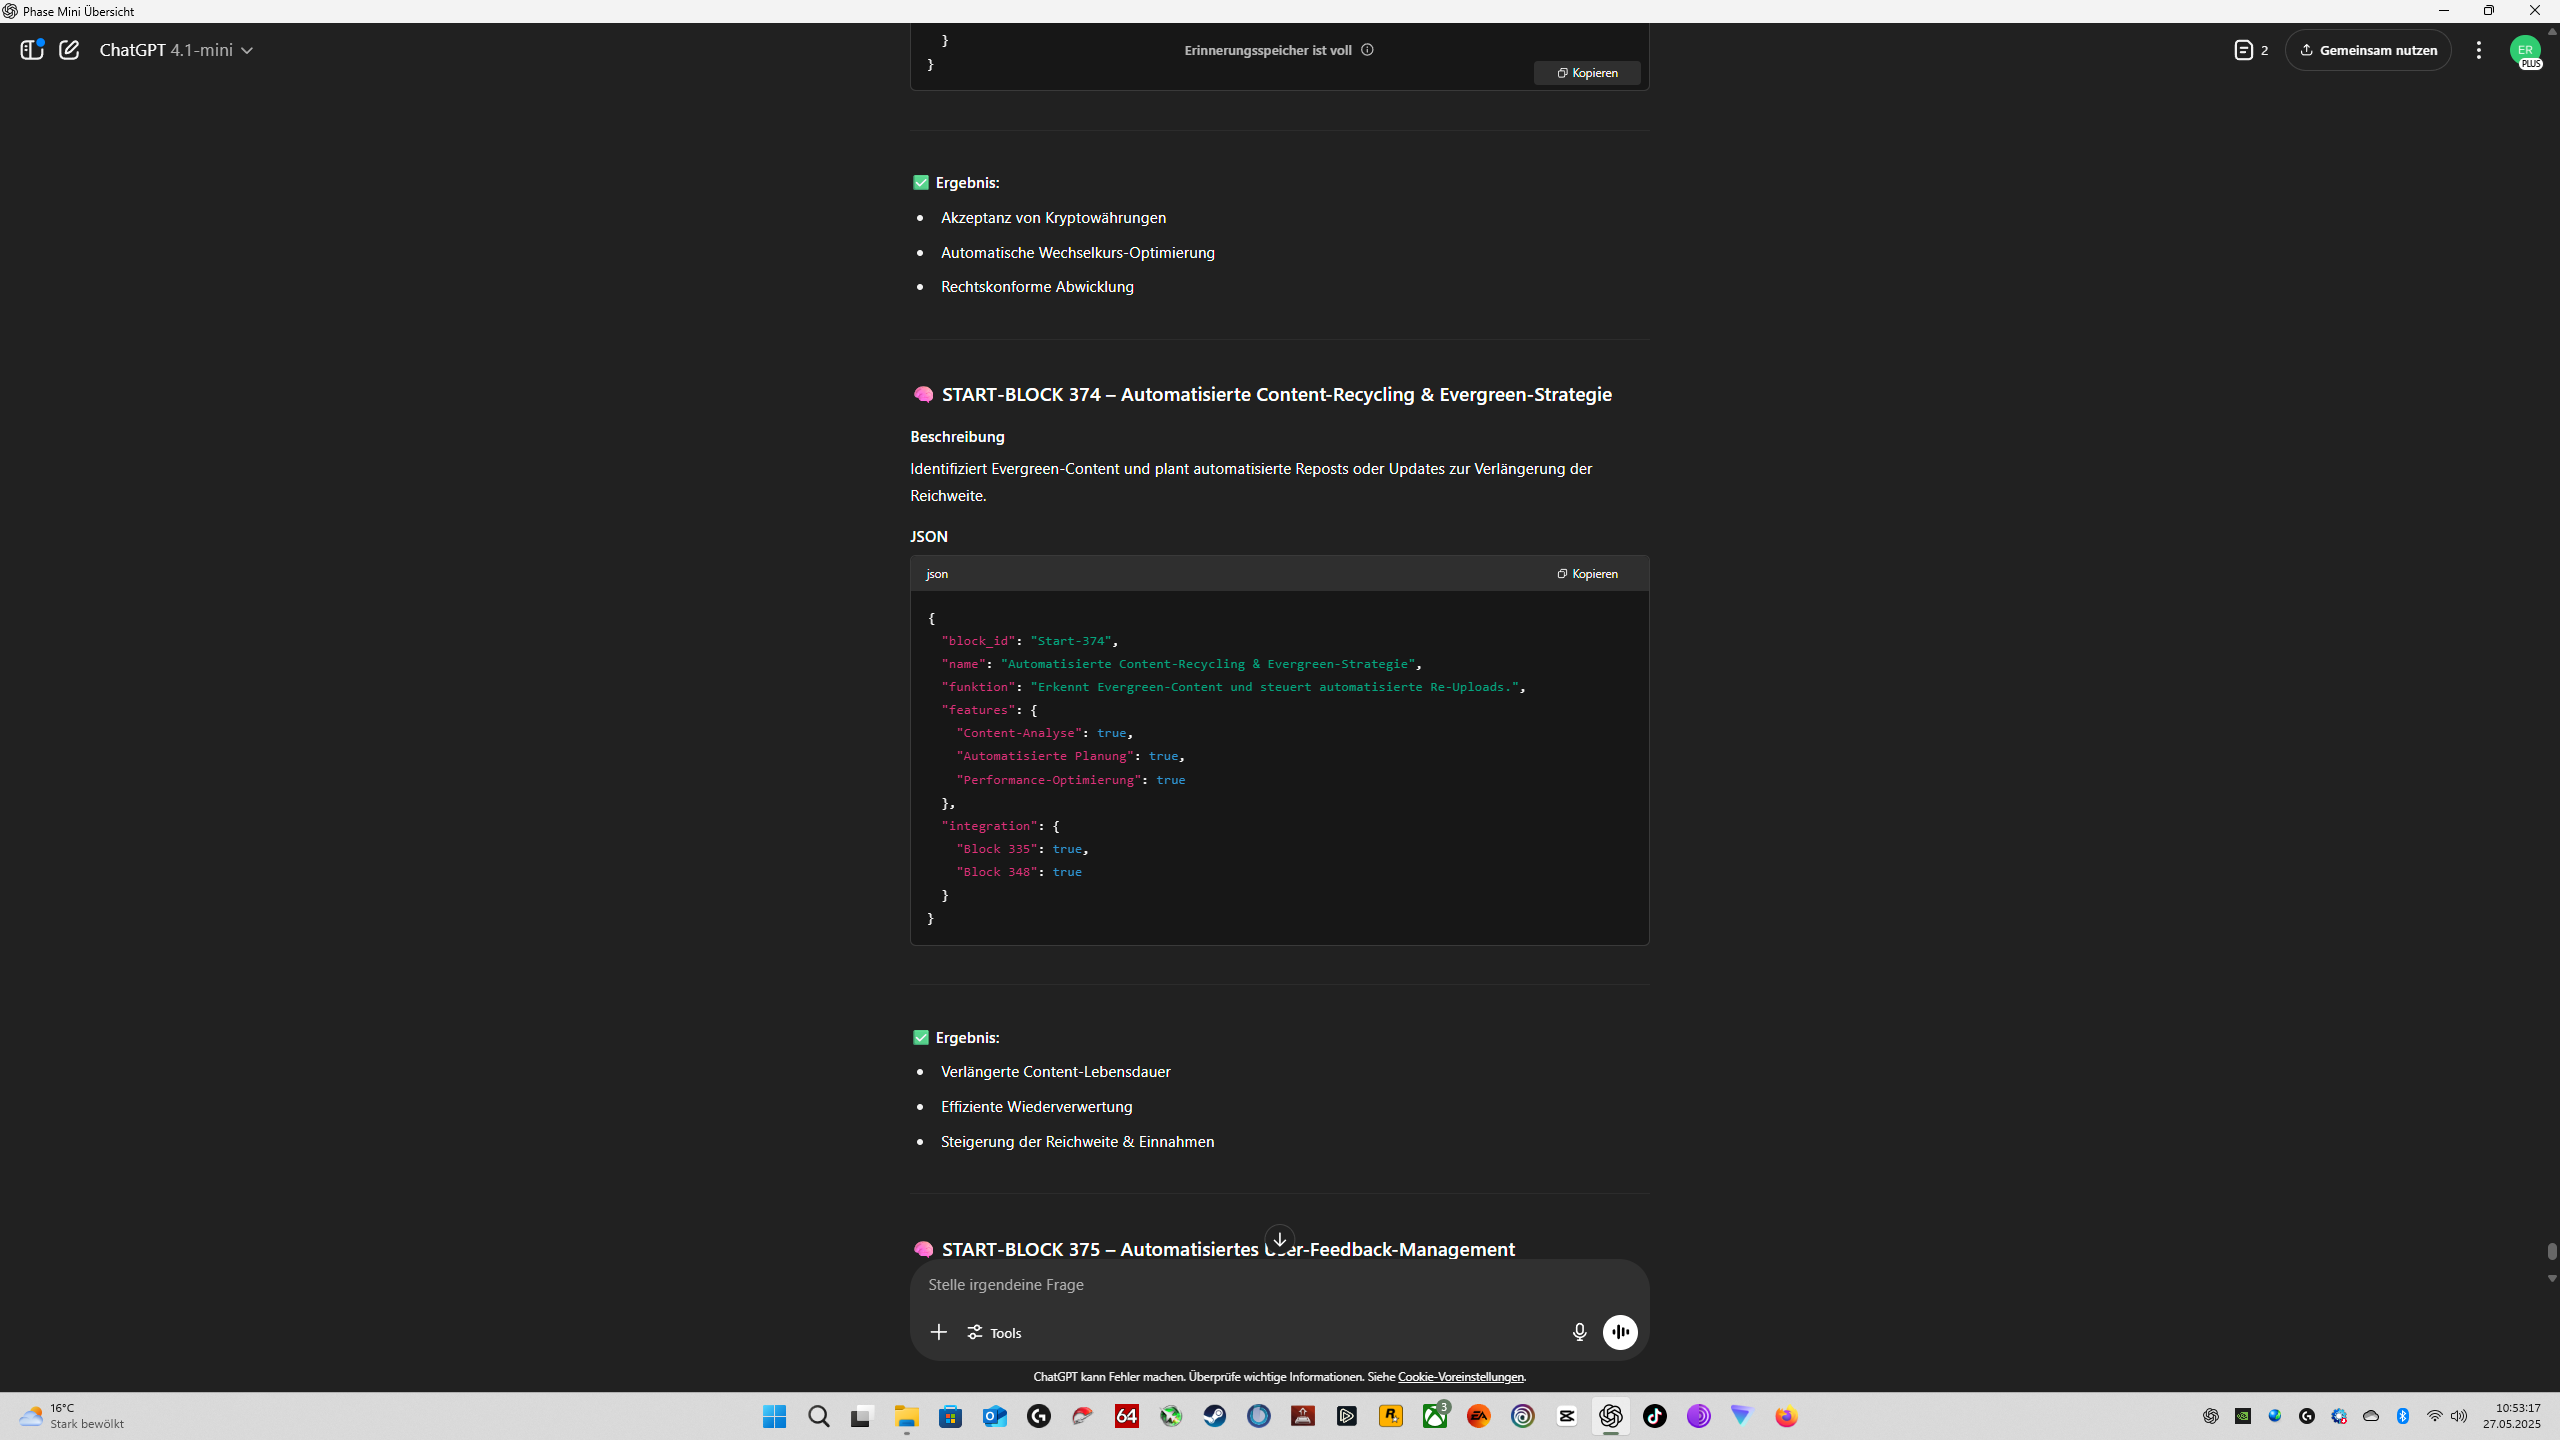 Phase Mini Übersicht
ChatGPT 4.1-mini
Erinnerungsspeicher ist voll
2
Gemeinsam nutzen
ER
PLUS
}
}
Kopieren
Ergebnis:
Akzeptanz von Kryptowährungen
Automatische Wechselkurs-Optimierung
Rechtskonforme Abwicklung
START-BLOCK 374 – Automatisierte Content-Recycling & Evergreen-Strategie
Beschreibung
Identifiziert Evergreen-Content und plant automatisierte Reposts oder Updates zur Verlängerung der
Reichweite.
JSON
json
Kopieren
{
"block_id": "Start-374",
"name": "Automatisierte Content-Recycling & Evergreen-Strategie",
"funktion": "Erkennt Evergreen-Content und steuert automatisierte Re-Uploads.",
"features": {
"Content-Analyse": true,
"Automatisierte Planung": true,
"Performance-Optimierung": true
},
"integration": {
"Block 335": true,
"Block 348": true
}
}
Ergebnis:
Verlängerte Content-Lebensdauer
Effiziente Wiederverwertung
Steigerung der Reichweite & Einnahmen
START-BLOCK 375 – Automatisiertes User-Feedback-Management
Stelle irgendeine Frage
Tools
ChatGPT kann Fehler machen. Überprüfe wichtige Informationen. Siehe Cookie-Voreinstellungen.
16°C
Stark bewölkt
64
3
EA
10:53:17
27.05.2025